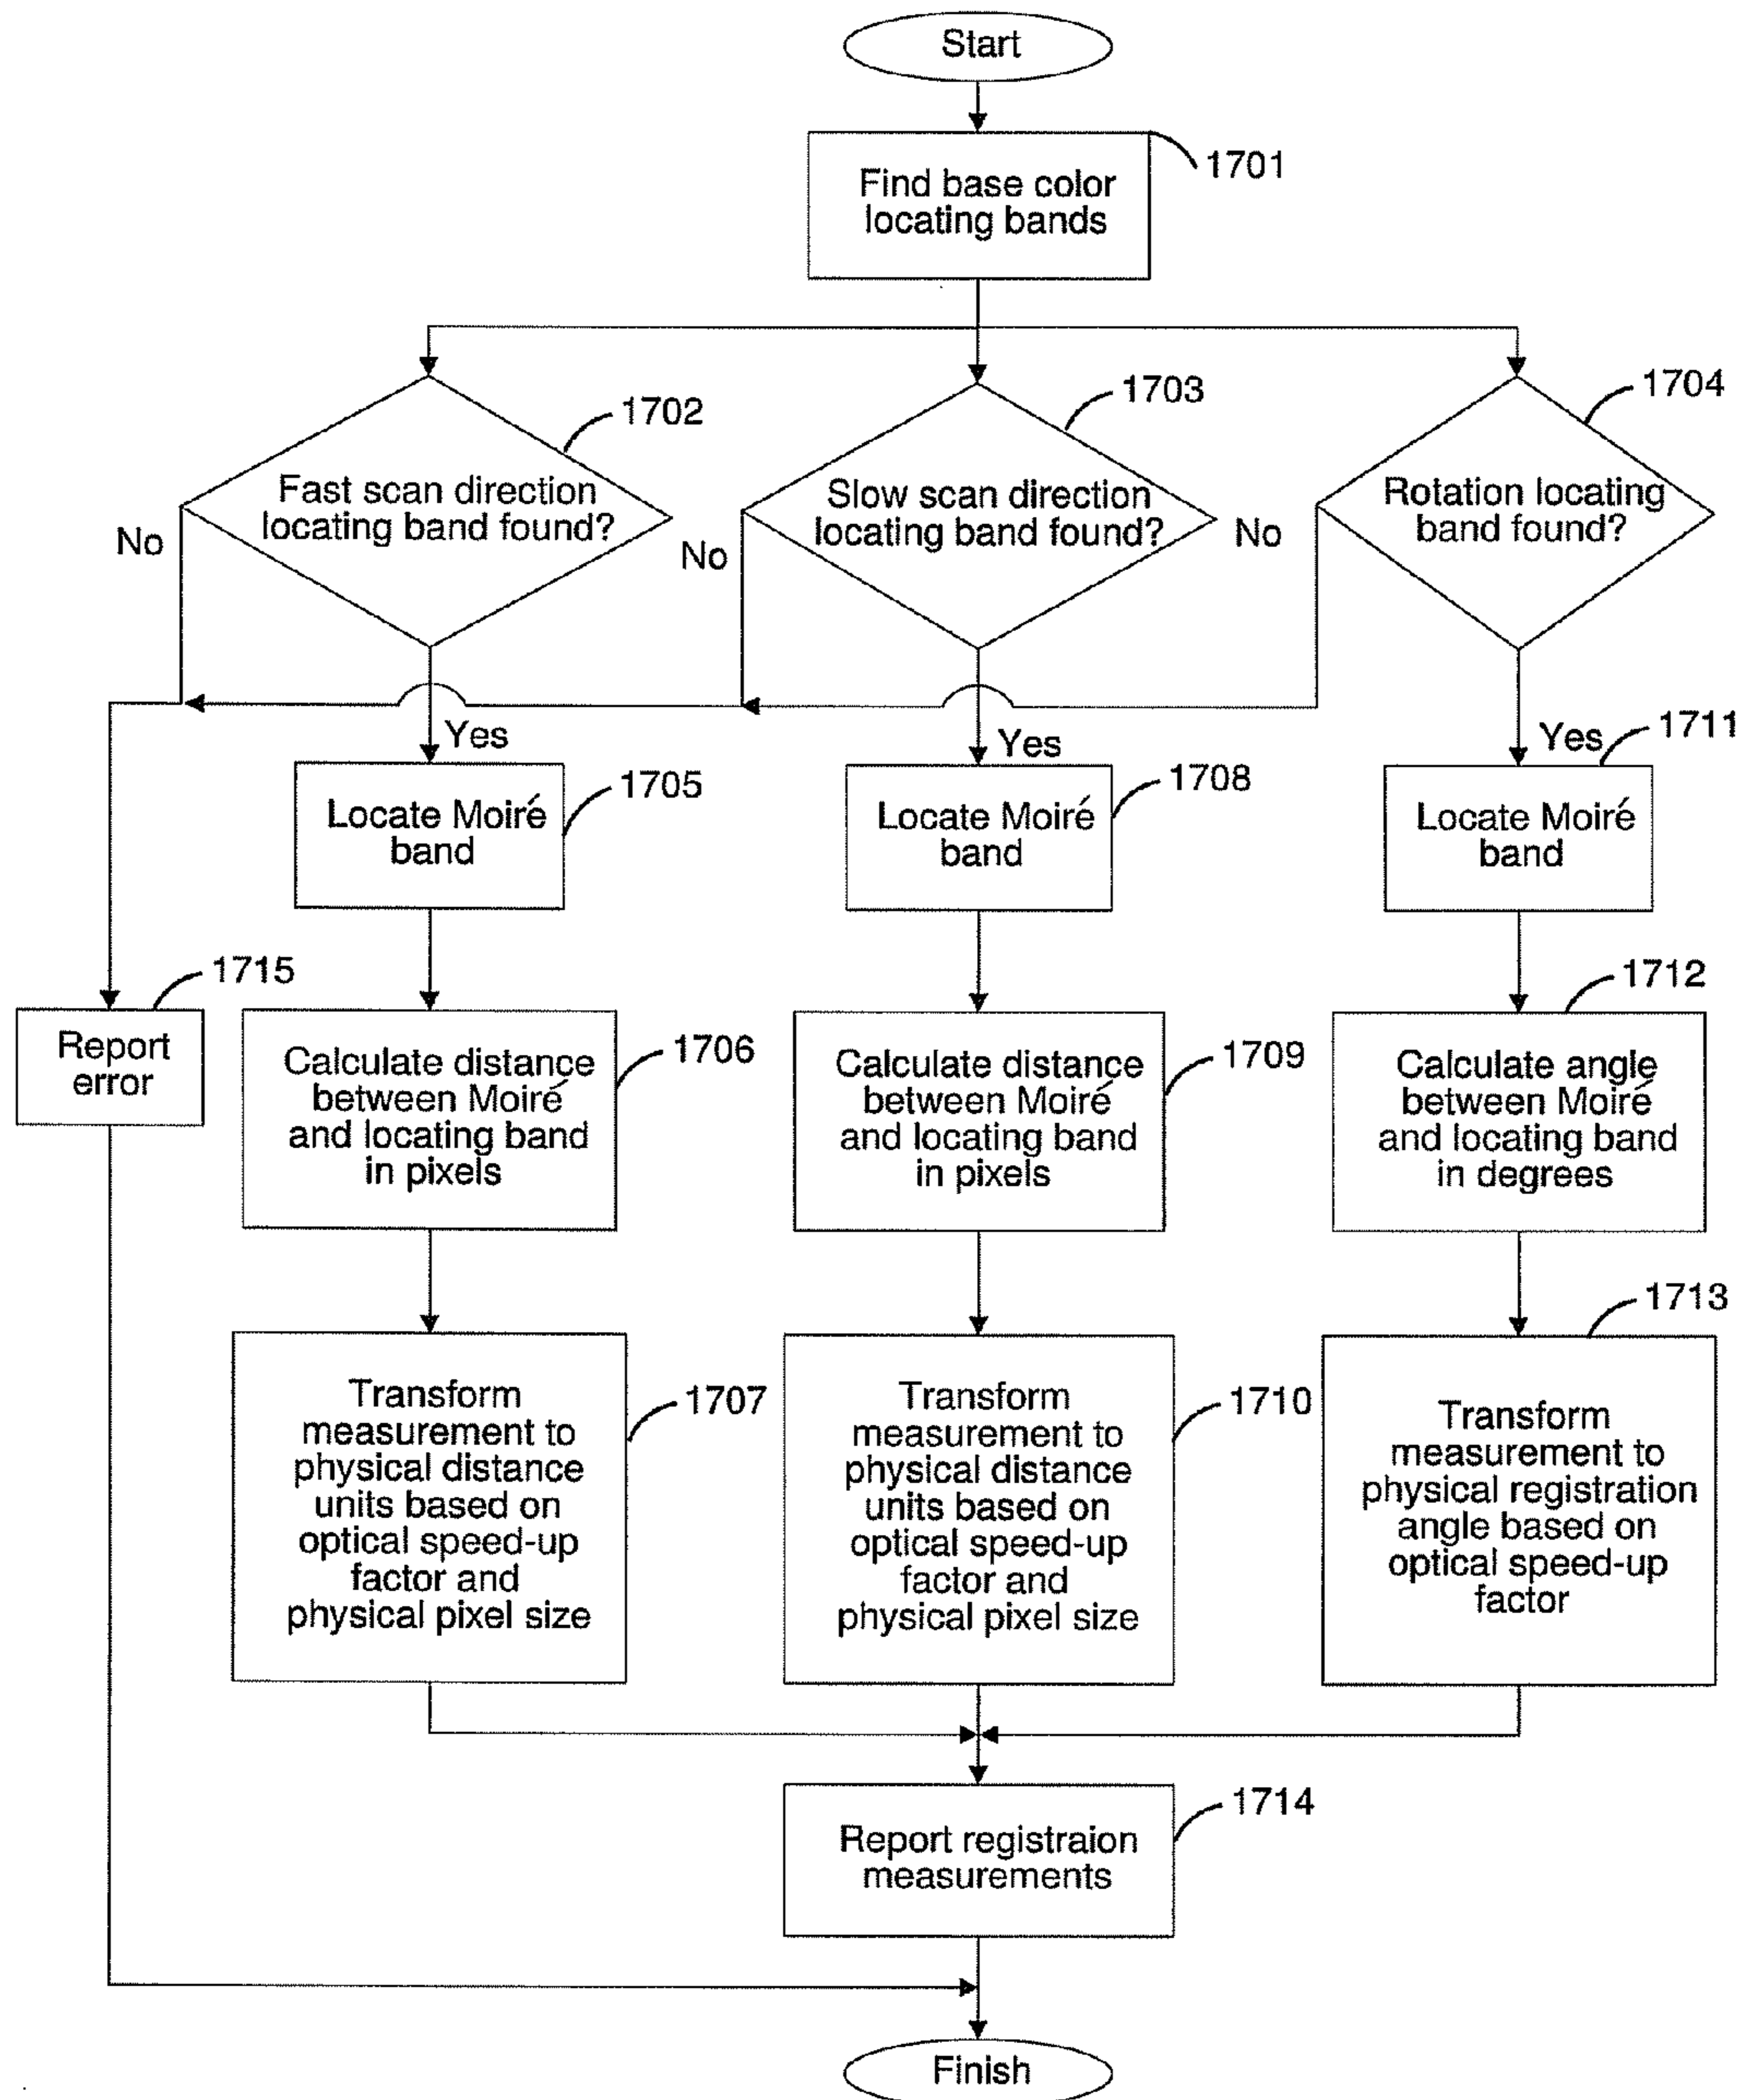 Start
1701
Find base color
locating bands
1702
1703
1704
Fast scan direction
locating band found?
Slow scan direction
locating band found?
Rotation locating
band found?
No
No
No
Yes
Yes
Yes
1705
1708
1711
Locate Moiré
band
Locate Moiré
band
Locate Moiré
band
1715
Report
error
1706
Calculate distance
between Moiré
and locating band
in pixels
1709
Calculate distance
between Moiré
and locating band
in pixels
1712
Calculate angle
between Moiré
and locating band
in degrees
1707
Transform
measurement to
physical distance
units based on
optical speed-up
factor and
physical pixel size
1710
Transform
measurement to
physical distance
units based on
optical speed-up
factor and
physical pixel size
1713
Transform
measurement to
physical registration
angle based on
optical speed-up
factor
1714
Report registraion
measurements
Finish